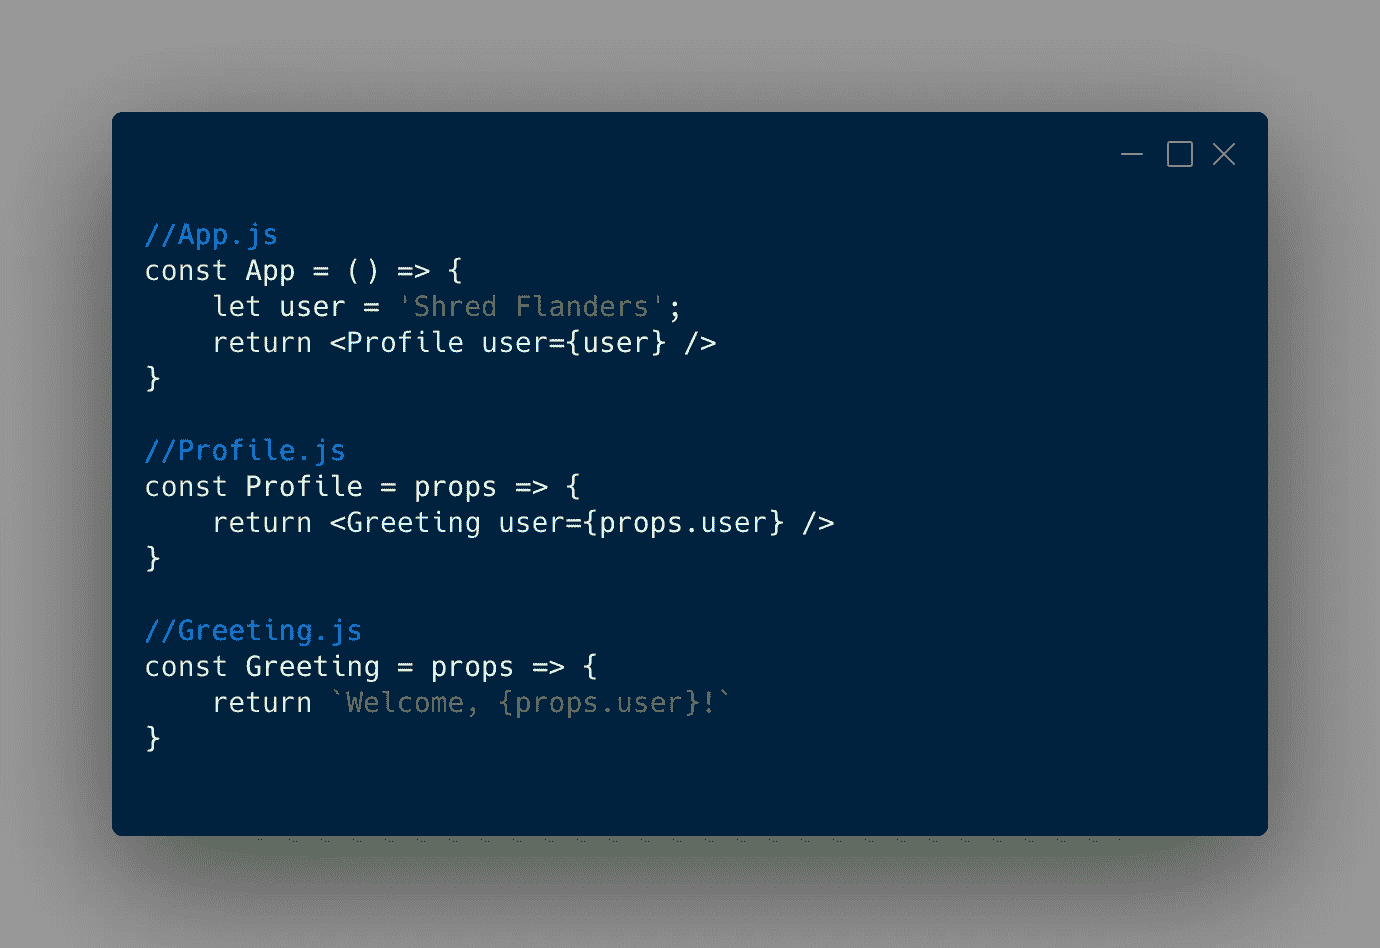 //App.js
const App = () => {
    let user = 'Shred Flanders';
    return <Profile user={user} />
}

//Profile.js
const Profile = props => {
    return <Greeting user={props.user} />
}

//Greeting.js
const Greeting = props => {
    return `Welcome, {props.user}!`
}